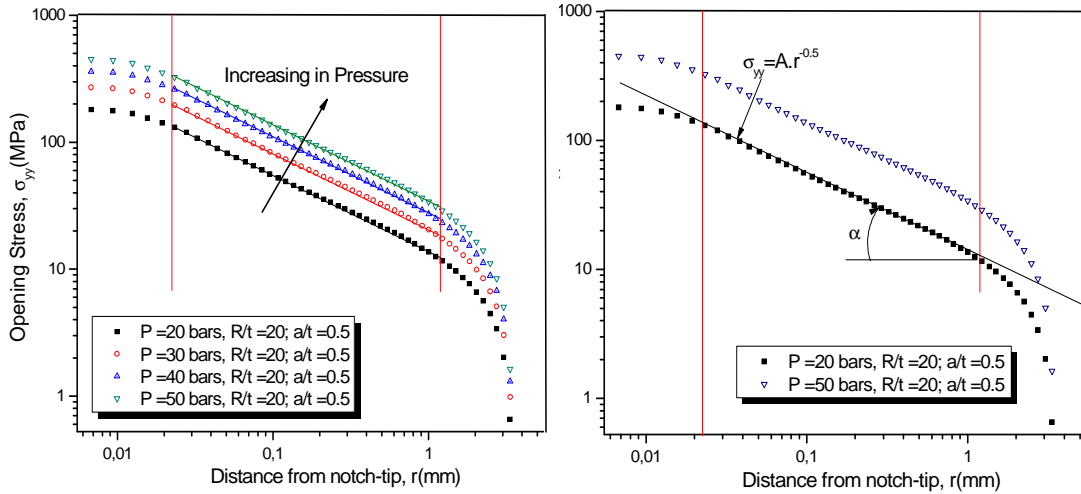 1000
100
10
1
Opening Stress, σyy(MPa)
Increasing in Pressure
P =20 bars, R/t =20; a/t =0.5
P =30 bars, R/t =20; a/t =0.5
P =40 bars, R/t =20; a/t =0.5
P =50 bars, R/t =20; a/t =0.5
0,01
0,1
1
Distance from notch-tip, r(mm)
1000
100
10
1
σyy=A.r-0.5
α
P =20 bars, R/t =20; a/t =0.5
P =50 bars, R/t =20; a/t =0.5
0,01
0,1
1
Distance from notch-tip, r(mm)